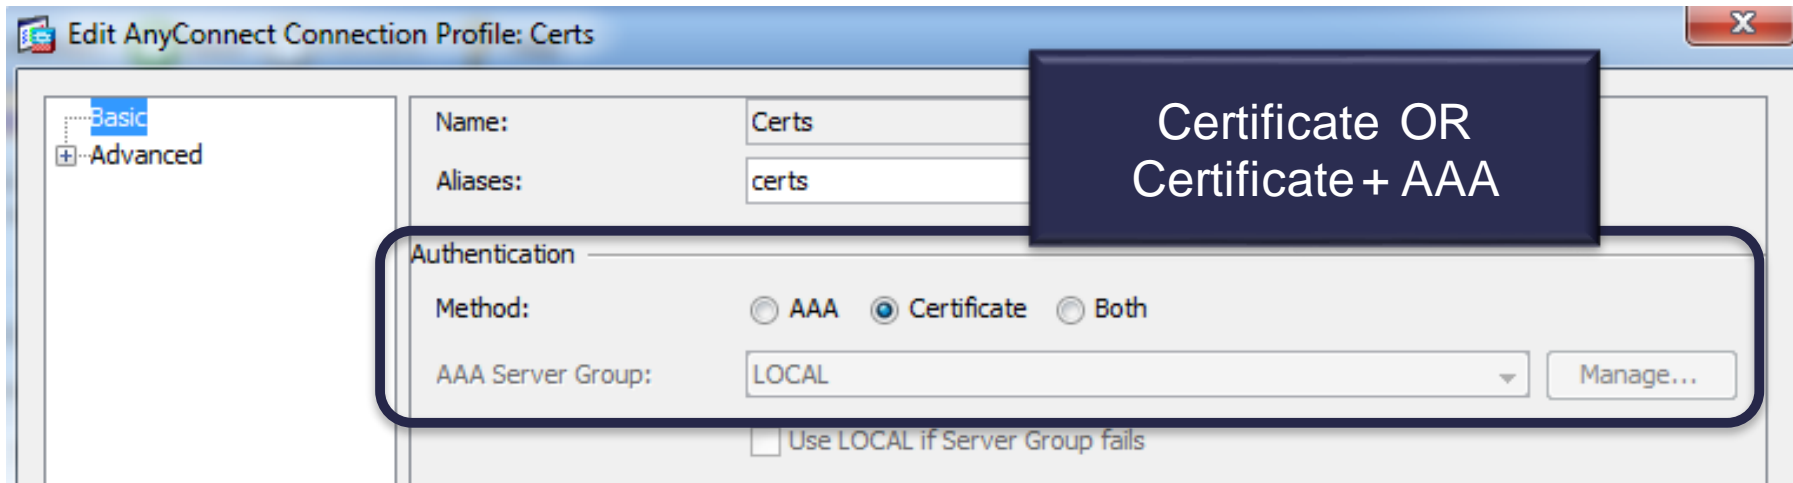 Edit AnyConnect Connection Profile: Certs
Basic
Advanced
Name: Certs
Aliases: certs
Certificate OR
Certificate + AAA
Authentication
Method: AAA Certificate Both
AAA Server Group: LOCAL Manage...
Use LOCAL if Server Group fails